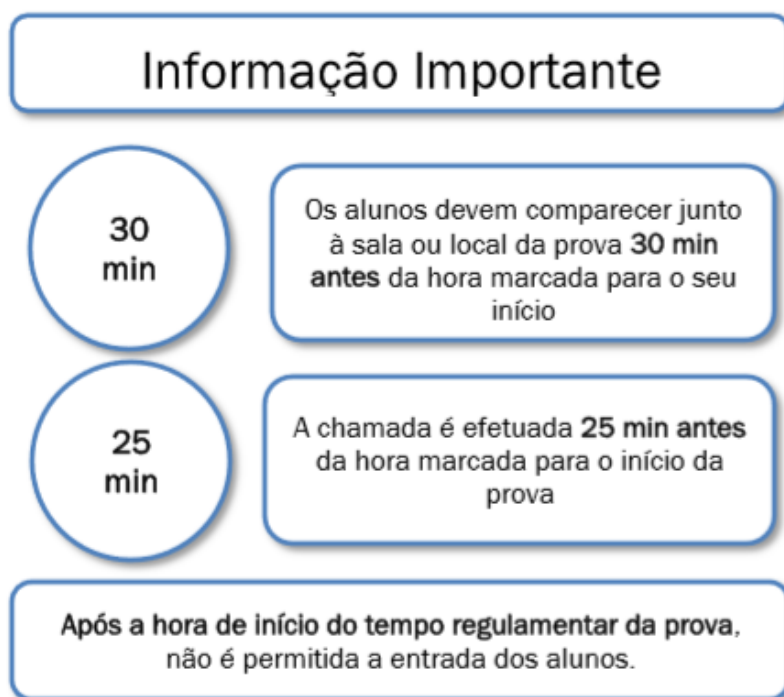 Informação Importante
30
min
Os alunos devem comparecer junto
à sala ou local da prova 30 min
antes da hora marcada para o seu
início
25
min
A chamada é efetuada 25 min antes
da hora marcada para o início da
prova
Após a hora de início do tempo regulamentar da prova,
não é permitida a entrada dos alunos.